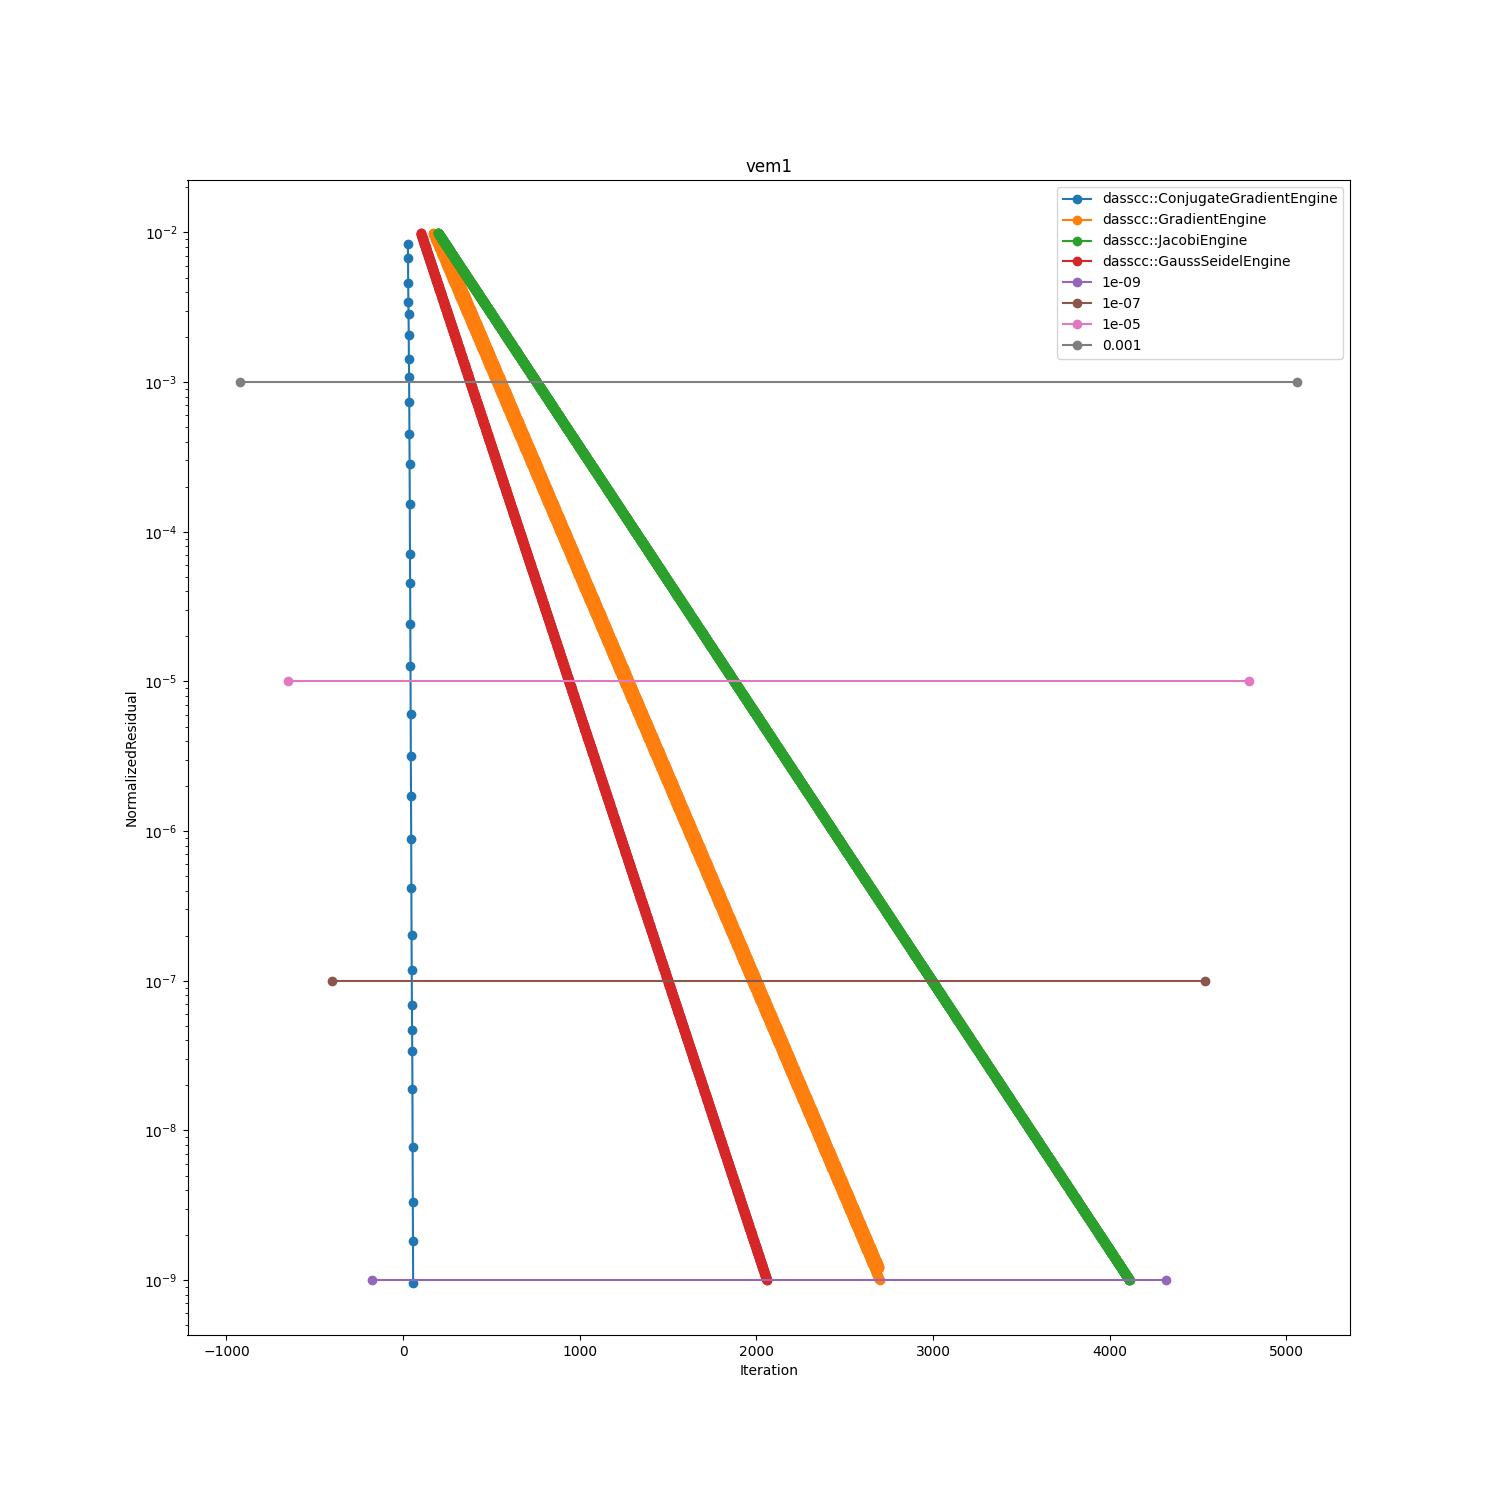 vem1
dasscc::ConjugateGradientEngine
dasscc::GradientEngine
dasscc::JacobiEngine
dasscc::GaussSeidelEngine
1e-09
1e-07
1e-05
0.001
10⁻²
10⁻³
10⁻⁴
10⁻⁵
10⁻⁶
10⁻⁷
10⁻⁸
10⁻⁹
NormalizedResidual
−1000 0 1000 2000 3000 4000 5000
Iteration